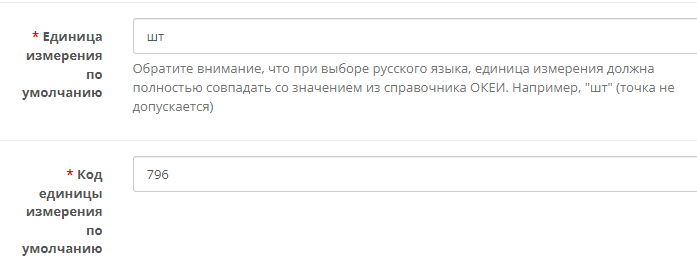 * Единица
измерения
по
умолчанию
шт
Обратите внимание, что при выборе русского языка, единица измерения должна
полностью совпадать со значением из справочника ОКЕИ. Например, "шт" (точка не
допускается)
* Код
единицы
измерения
по
умолчанию
796